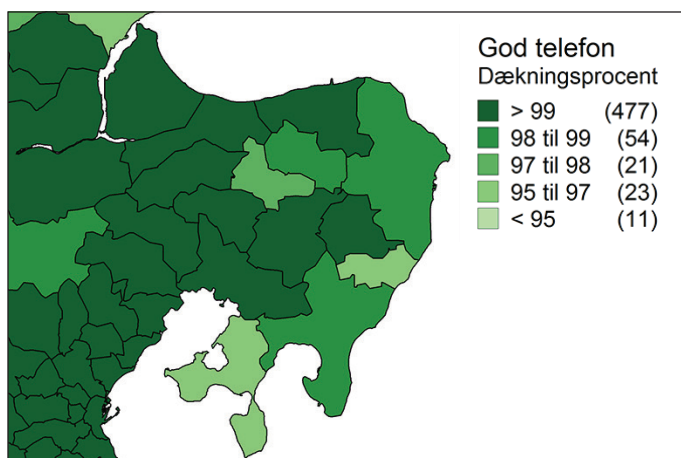 God telefon
Dækningsprocent
> 99 (477)
98 til 99 (54)
97 til 98 (21)
95 til 97 (23)
< 95 (11)